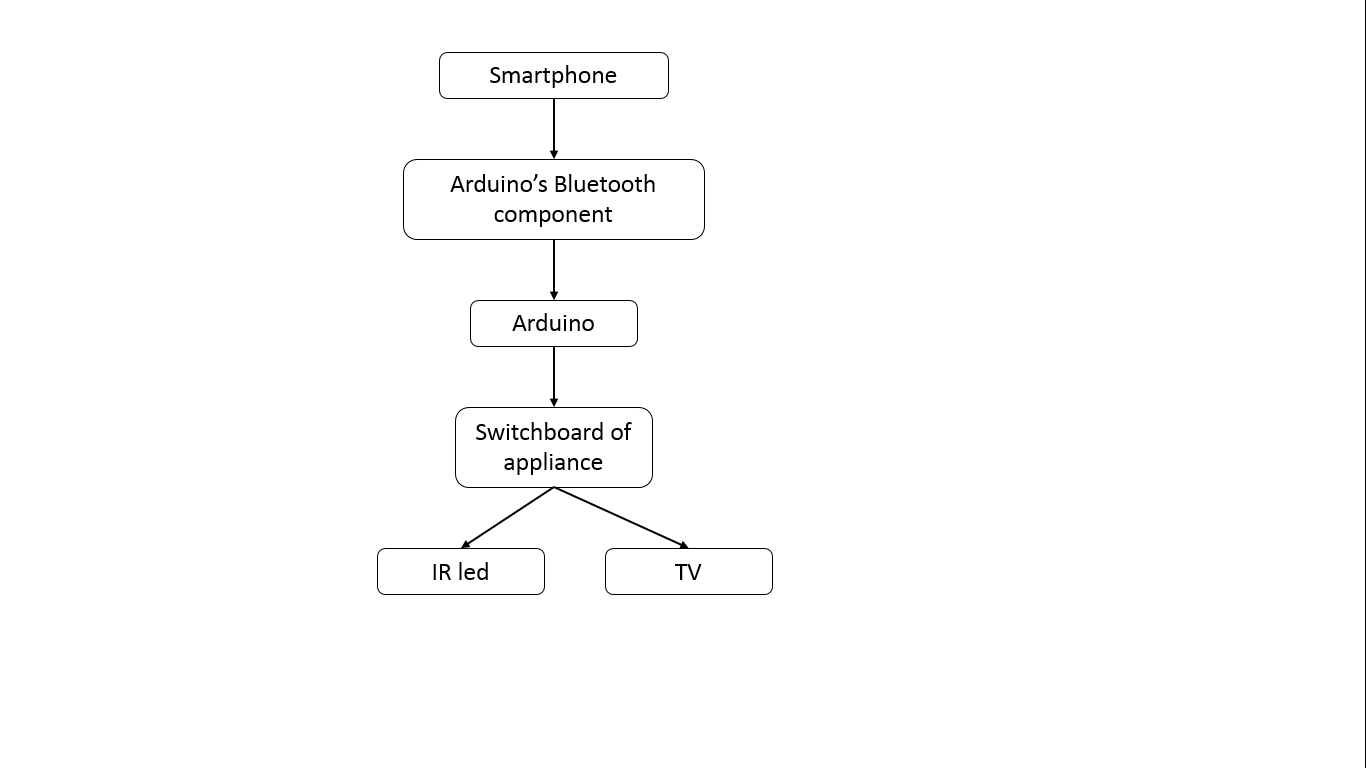 Smartphone
Arduino’s Bluetooth
component
Arduino
Switchboard of
appliance
IR led
TV